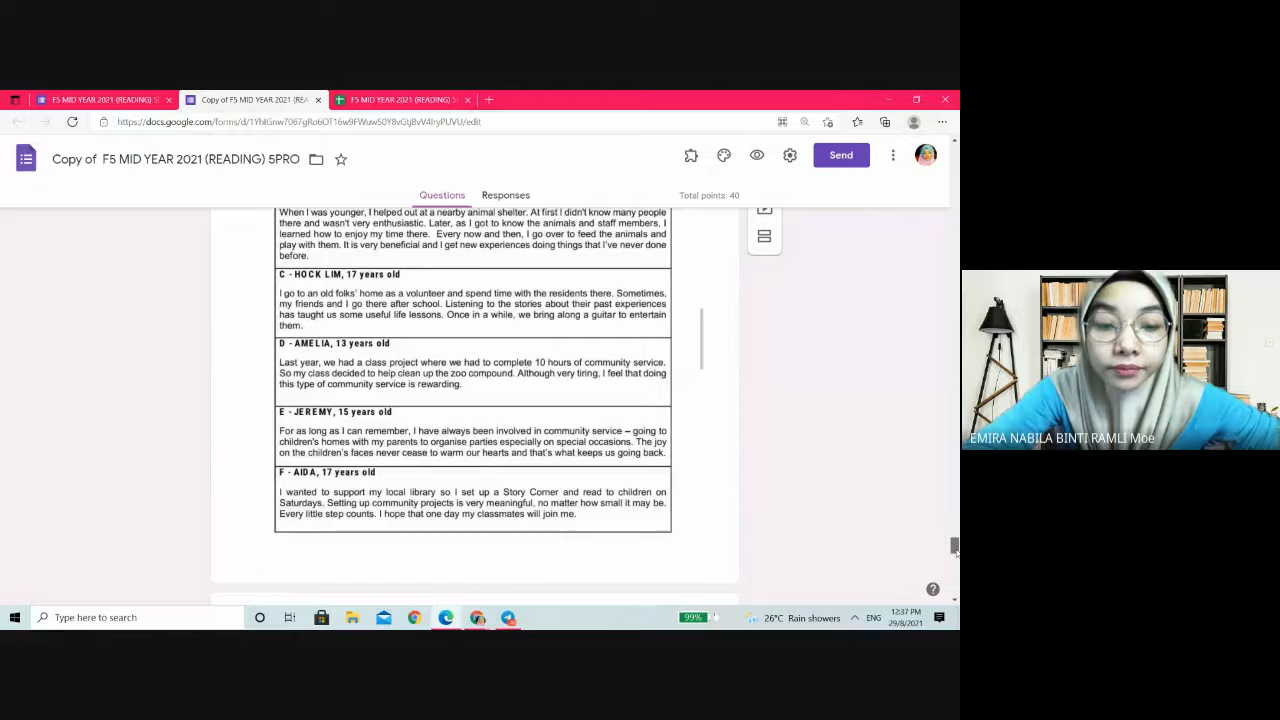 F5 MID YEAR 2021 (READING) 5
Copy of F5 MID YEAR 2021 (REA
F5 MID YEAR 2021 (READING) 5
https://docs.google.com/forms/d/
/edit
Copy of F5 MID YEAR 2021 (READING) 5PRO
Send
Questions
Responses
Total points: 40
When I was younger, I helped out at a nearby animal shelter. At first I didn't know many people
there and wasn't very enthusiastic. Later, as I got to know the animals and staff members, I
learned how to enjoy my time there. Every now and then, I go over to feed the animals and
play with them. It is very beneficial and I get new experiences doing things that I've never done
before.
C - HOCK LIM, 17 years old
I go to an old folks' home as a volunteer and spend time with the residents there. Sometimes,
my friends and I go there after school. Listening to the stories about their past experiences
has taught us some useful life lessons. Once in a while, we bring along a guitar to entertain
them.
D - AMELIA, 13 years old
Last year, we had a class project where we had to complete 10 hours of community service.
So my class decided to help clean up the zoo compound. Although very tiring, I feel that doing
this type of community service is rewarding.
E - JEREMY, 15 years old
For as long as I can remember, I have always been involved in community service – going to
children's homes with my parents to organise parties especially on special occasions. The joy
on the children's faces never cease to warm our hearts and that's what keeps us going back.
F - AIDA, 17 years old
I wanted to support my local library so I set up a Story Corner and read to children on
Saturdays. Setting up community projects is very meaningful, no matter how small it may be.
Every little step counts. I hope that one day my classmates will join me.
EMIRA NABILA BINTI RAMLI Moe
Type here to search
99%
26°C Rain showers
ENG
12:37 PM
29/8/2021